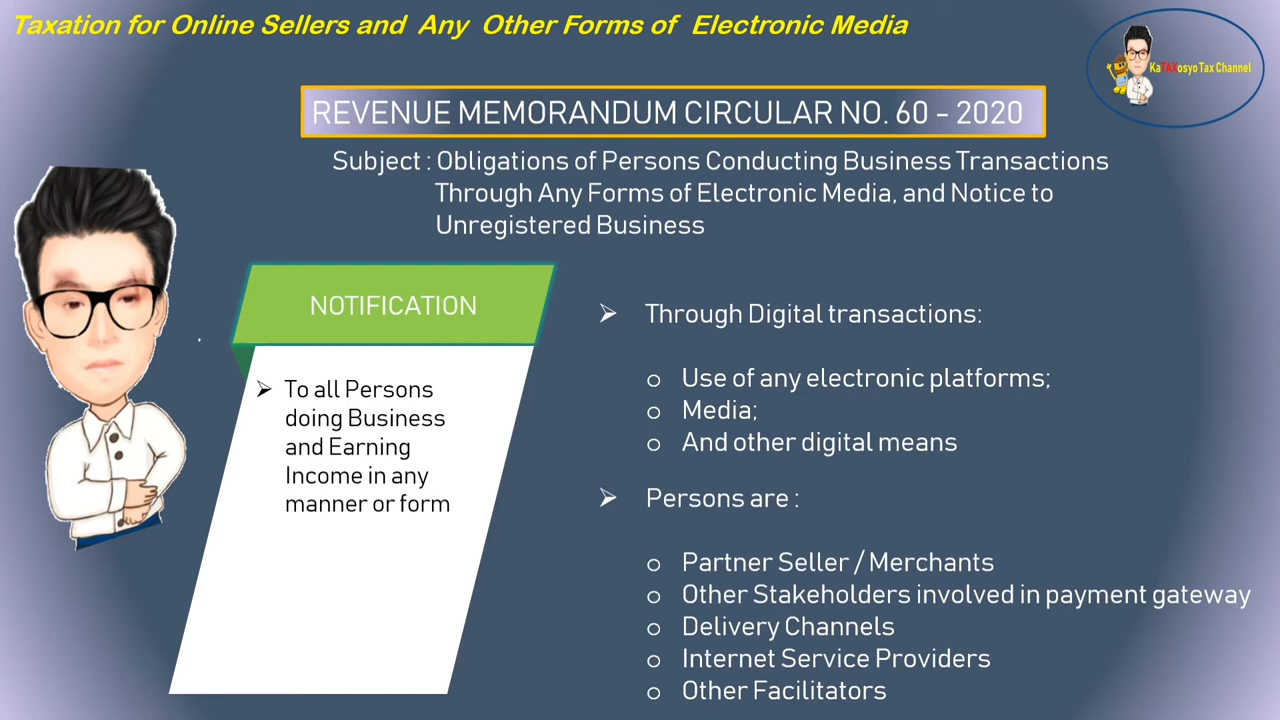 Taxation for Online Sellers and Any Other Forms of Electronic Media
KaTAXosyo Tax Channel
REVENUE MEMORANDUM CIRCULAR NO. 60 – 2020
Subject : Obligations of Persons Conducting Business Transactions
Through Any Forms of Electronic Media, and Notice to
Unregistered Business
NOTIFICATION
➢ To all Persons
doing Business
and Earning
Income in any
manner or form
➢ Through Digital transactions:
o Use of any electronic platforms;
o Media;
o And other digital means
➢ Persons are :
o Partner Seller / Merchants
o Other Stakeholders involved in payment gateway
o Delivery Channels
o Internet Service Providers
o Other Facilitators